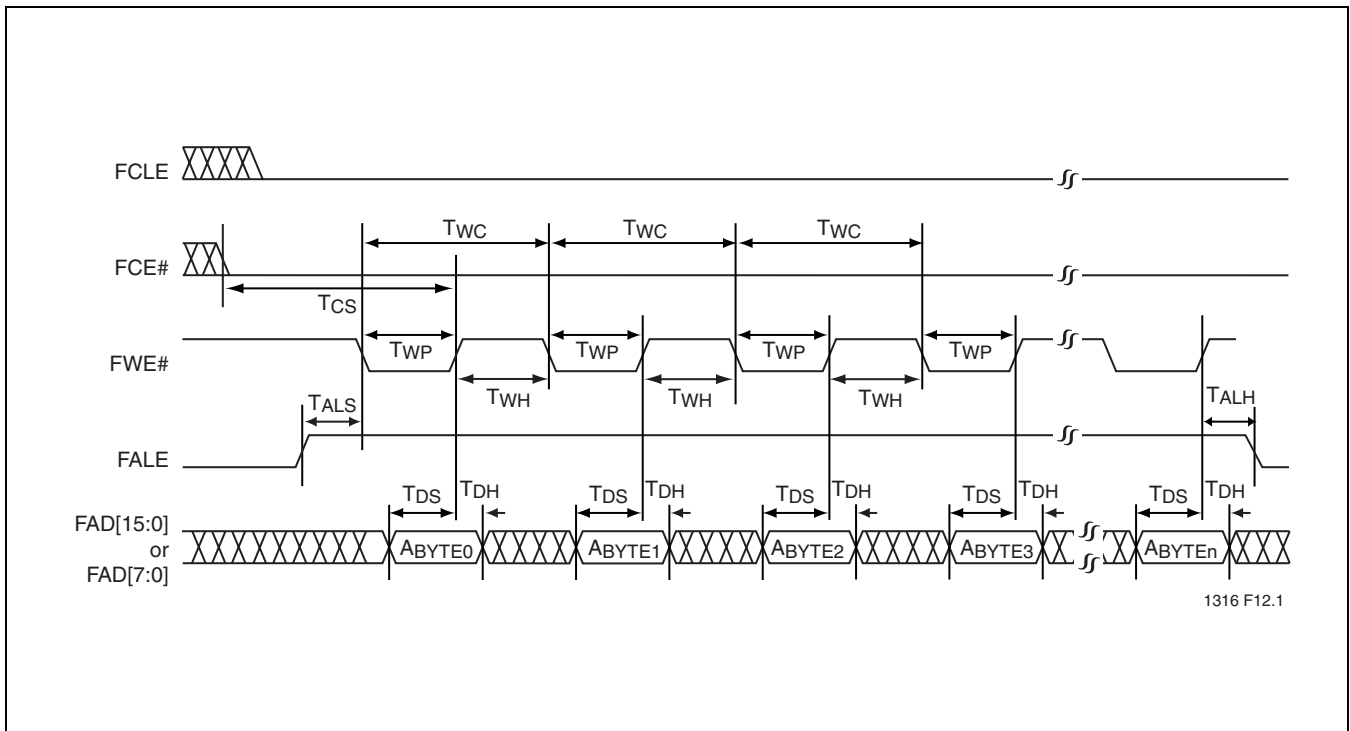 FCLE
TWC TWC TWC
FCE#
TCS
TWP TWP TWP TWP
FWE#
TWH TWH TWH
TALS TALH
FALE
TDS TDH TDS TDH TDS TDH TDS TDH TDS TDH
FAD[15:0]
or
FAD[7:0]
ABYTE0 ABYTE1 ABYTE2 ABYTE3 ABYTEn
1316 F12.1